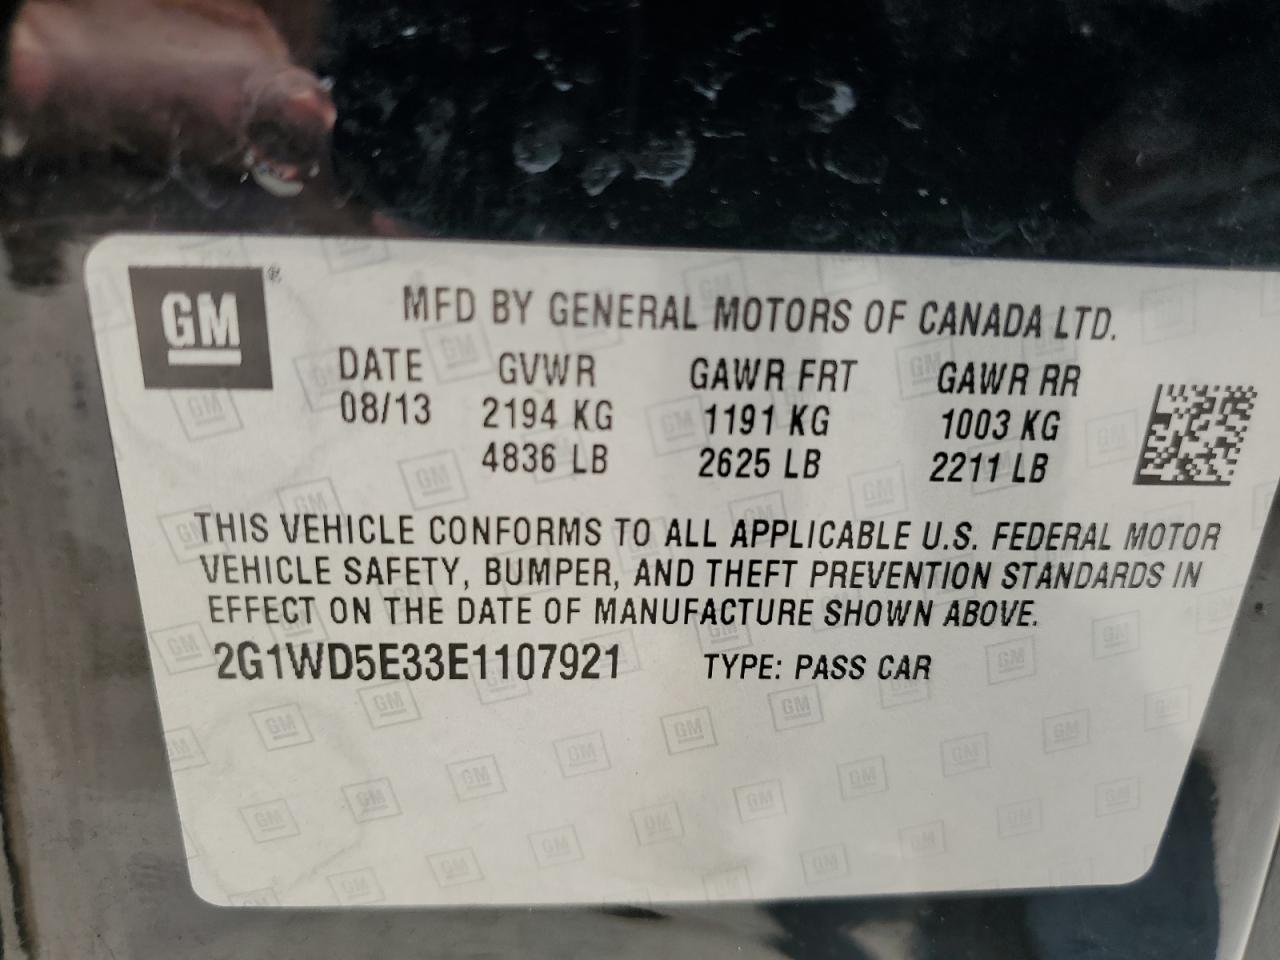 GM®
MFD BY GENERAL MOTORS OF CANADA LTD.
DATE GVWR GAWR FRT GAWR RR
08/13 2194 KG 1191 KG 1003 KG
4836 LB 2625 LB 2211 LB
THIS VEHICLE CONFORMS TO ALL APPLICABLE U.S. FEDERAL MOTOR
VEHICLE SAFETY, BUMPER, AND THEFT PREVENTION STANDARDS IN
EFFECT ON THE DATE OF MANUFACTURE SHOWN ABOVE.
2G1WD5E33E1107921 TYPE: PASS CAR